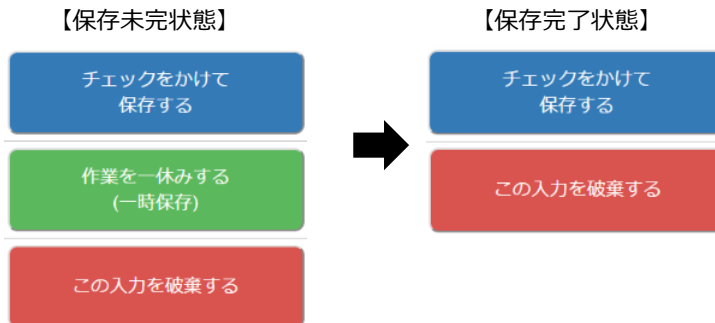 【保存未完状態】
チェックをかけて
保存する
作業を一休みする
(一時保存)
この入力を破棄する
【保存完了状態】
チェックをかけて
保存する
この入力を破棄する